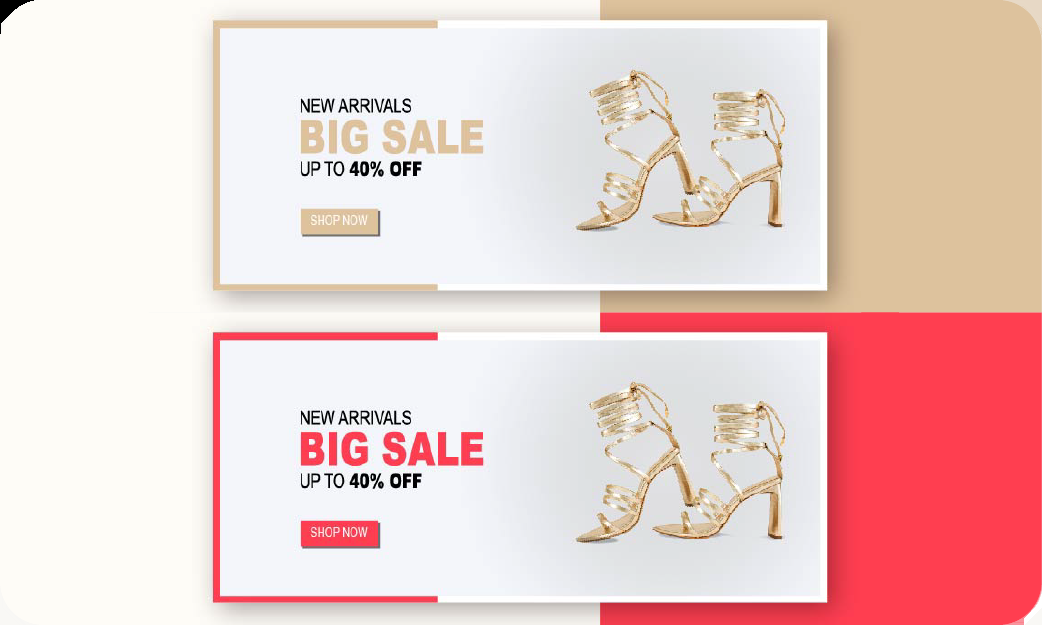 NEW ARRIVALS
BIG SALE
UP TO 40% OFF
SHOP NOW
NEW ARRIVALS
BIG SALE
UP TO 40% OFF
SHOP NOW